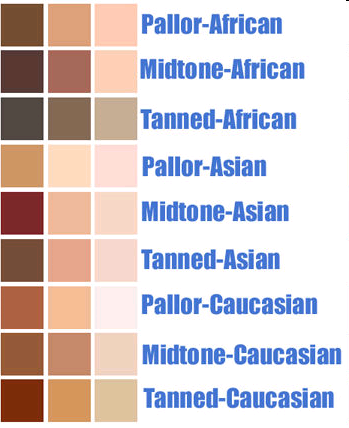 Pallor-African
Midtone-African
Tanned-African
Pallor-Asian
Midtone-Asian
Tanned-Asian
Pallor-Caucasian
Midtone-Caucasian
Tanned-Caucasian